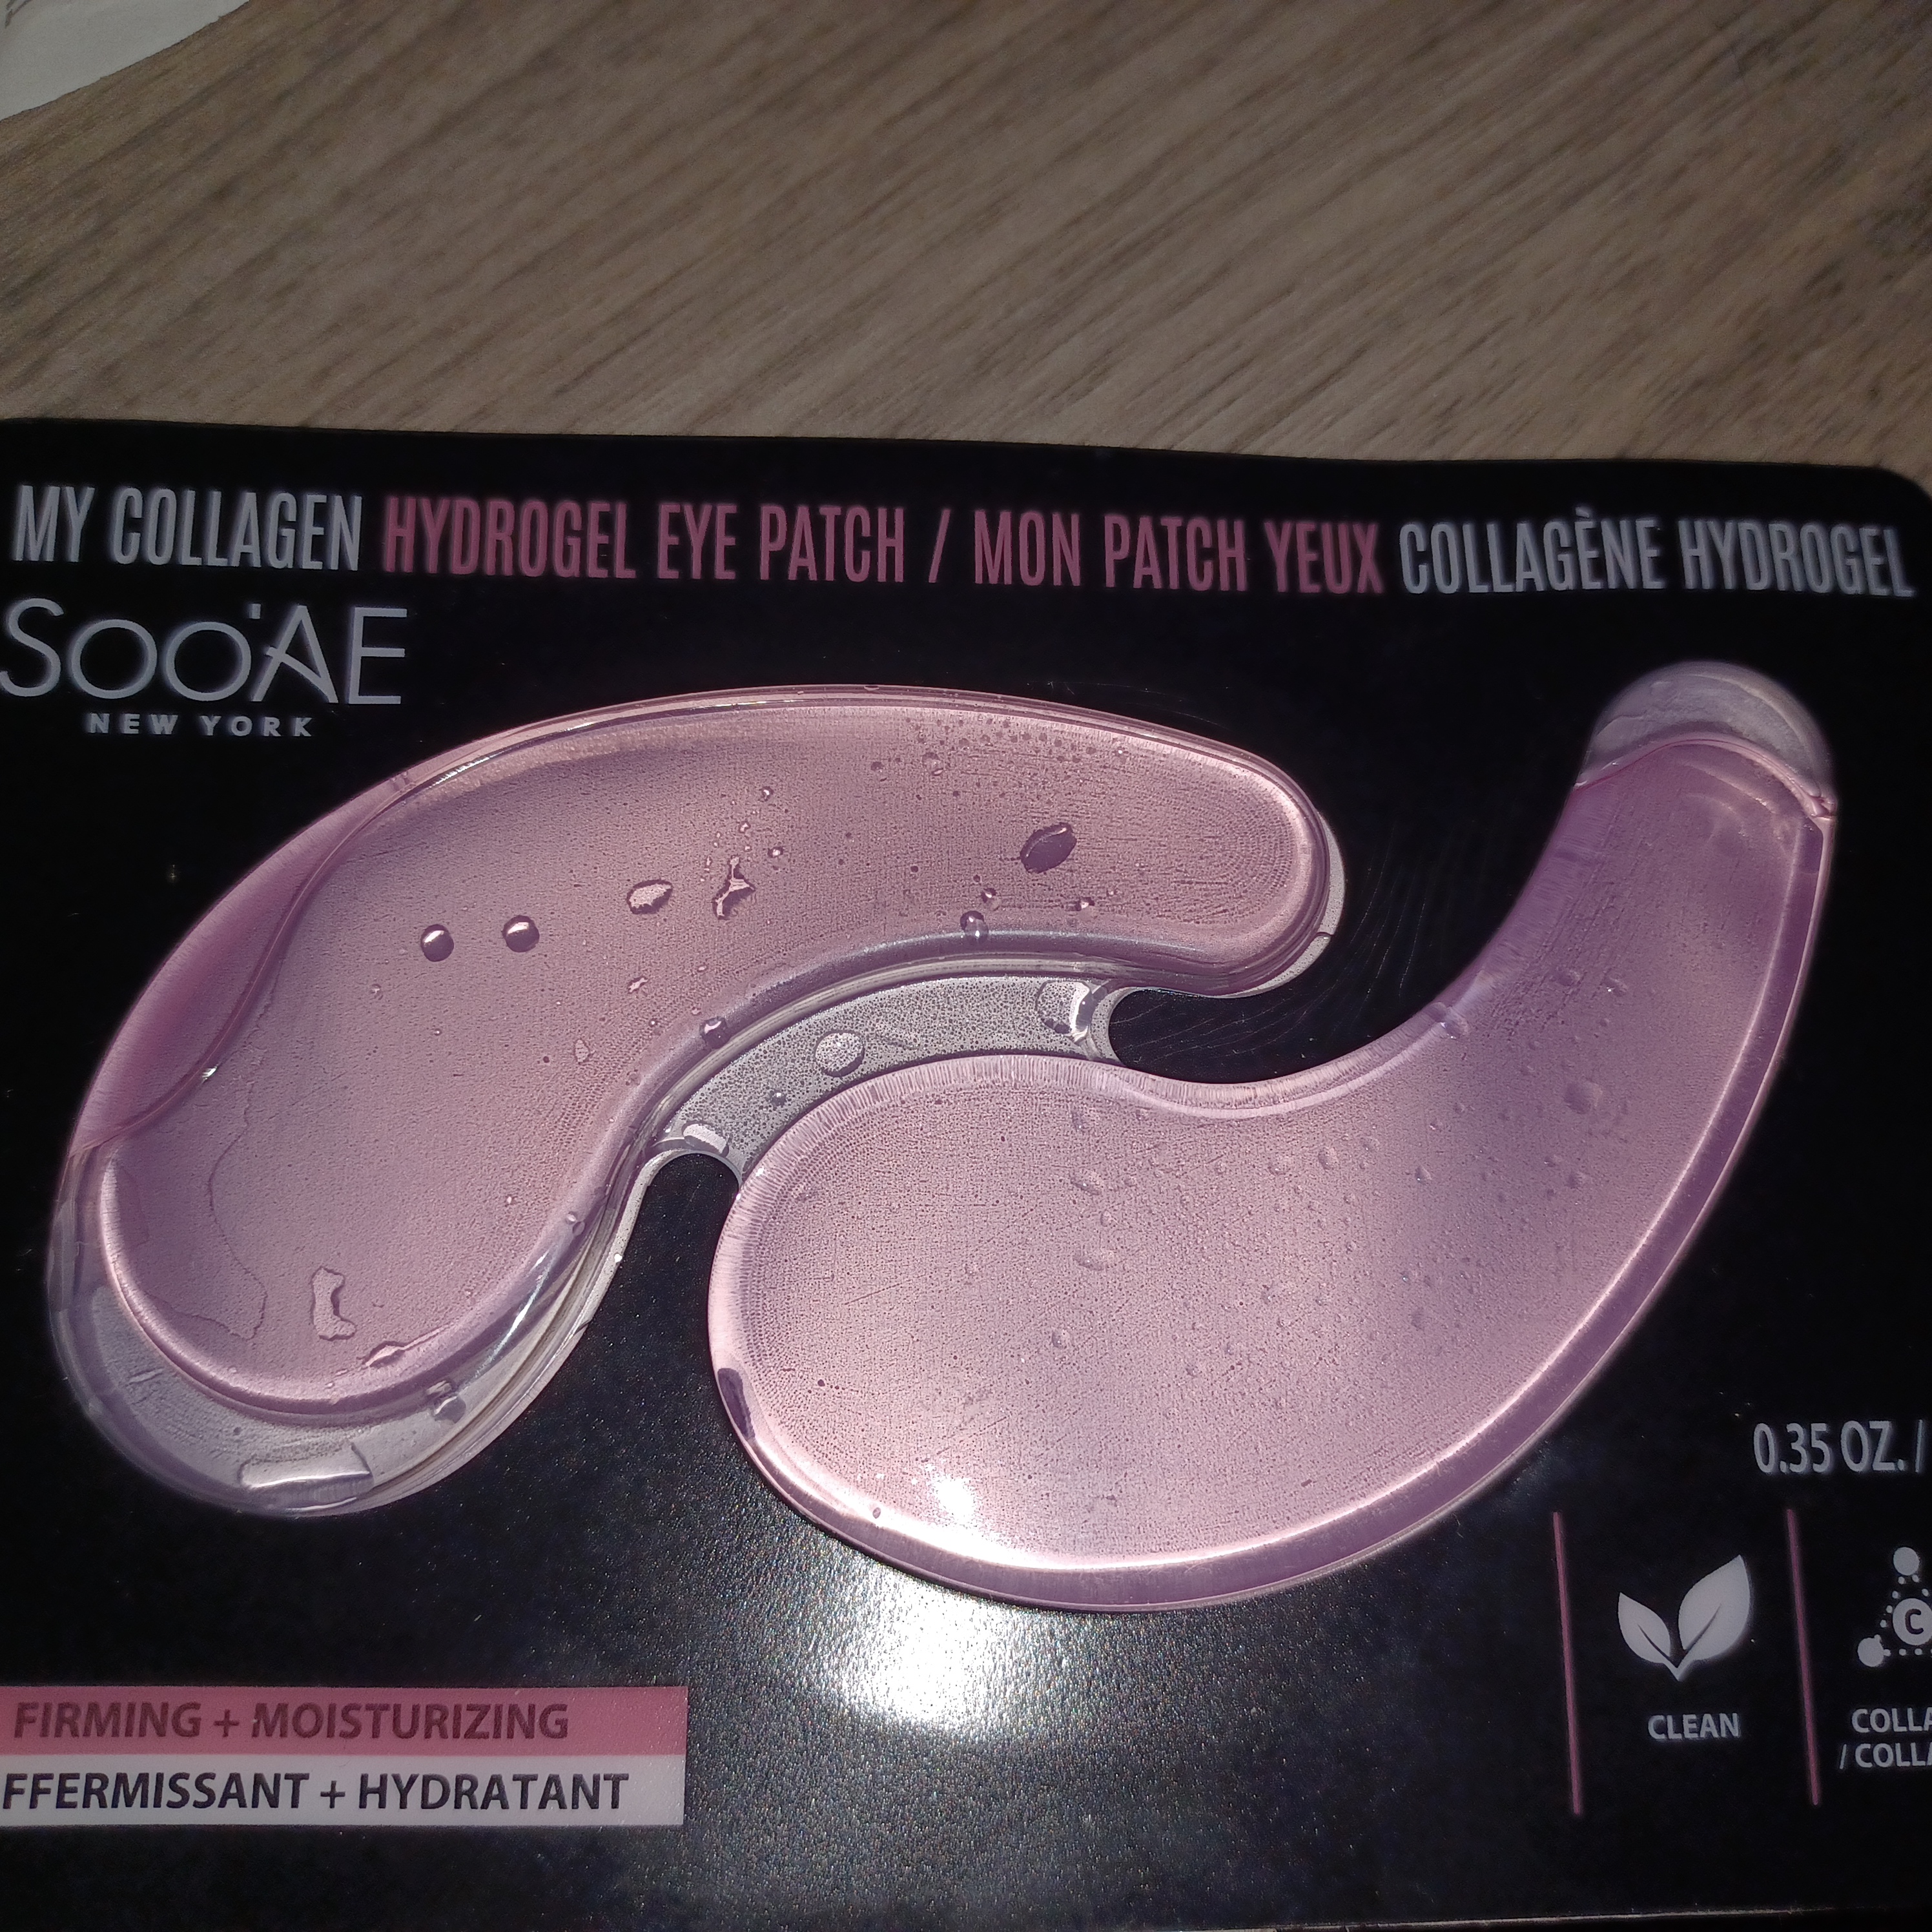 MY COLLAGEN HYDROGEL EYE PATCH / MON PATCH YEUX COLLAGÈNE HYDROGEL
Soo'AE
NEW YORK
0.35 OZ. /
CLEAN
C
COLLA
/ COLLA
FIRMING + MOISTURIZING
FFERMISSANT + HYDRATANT